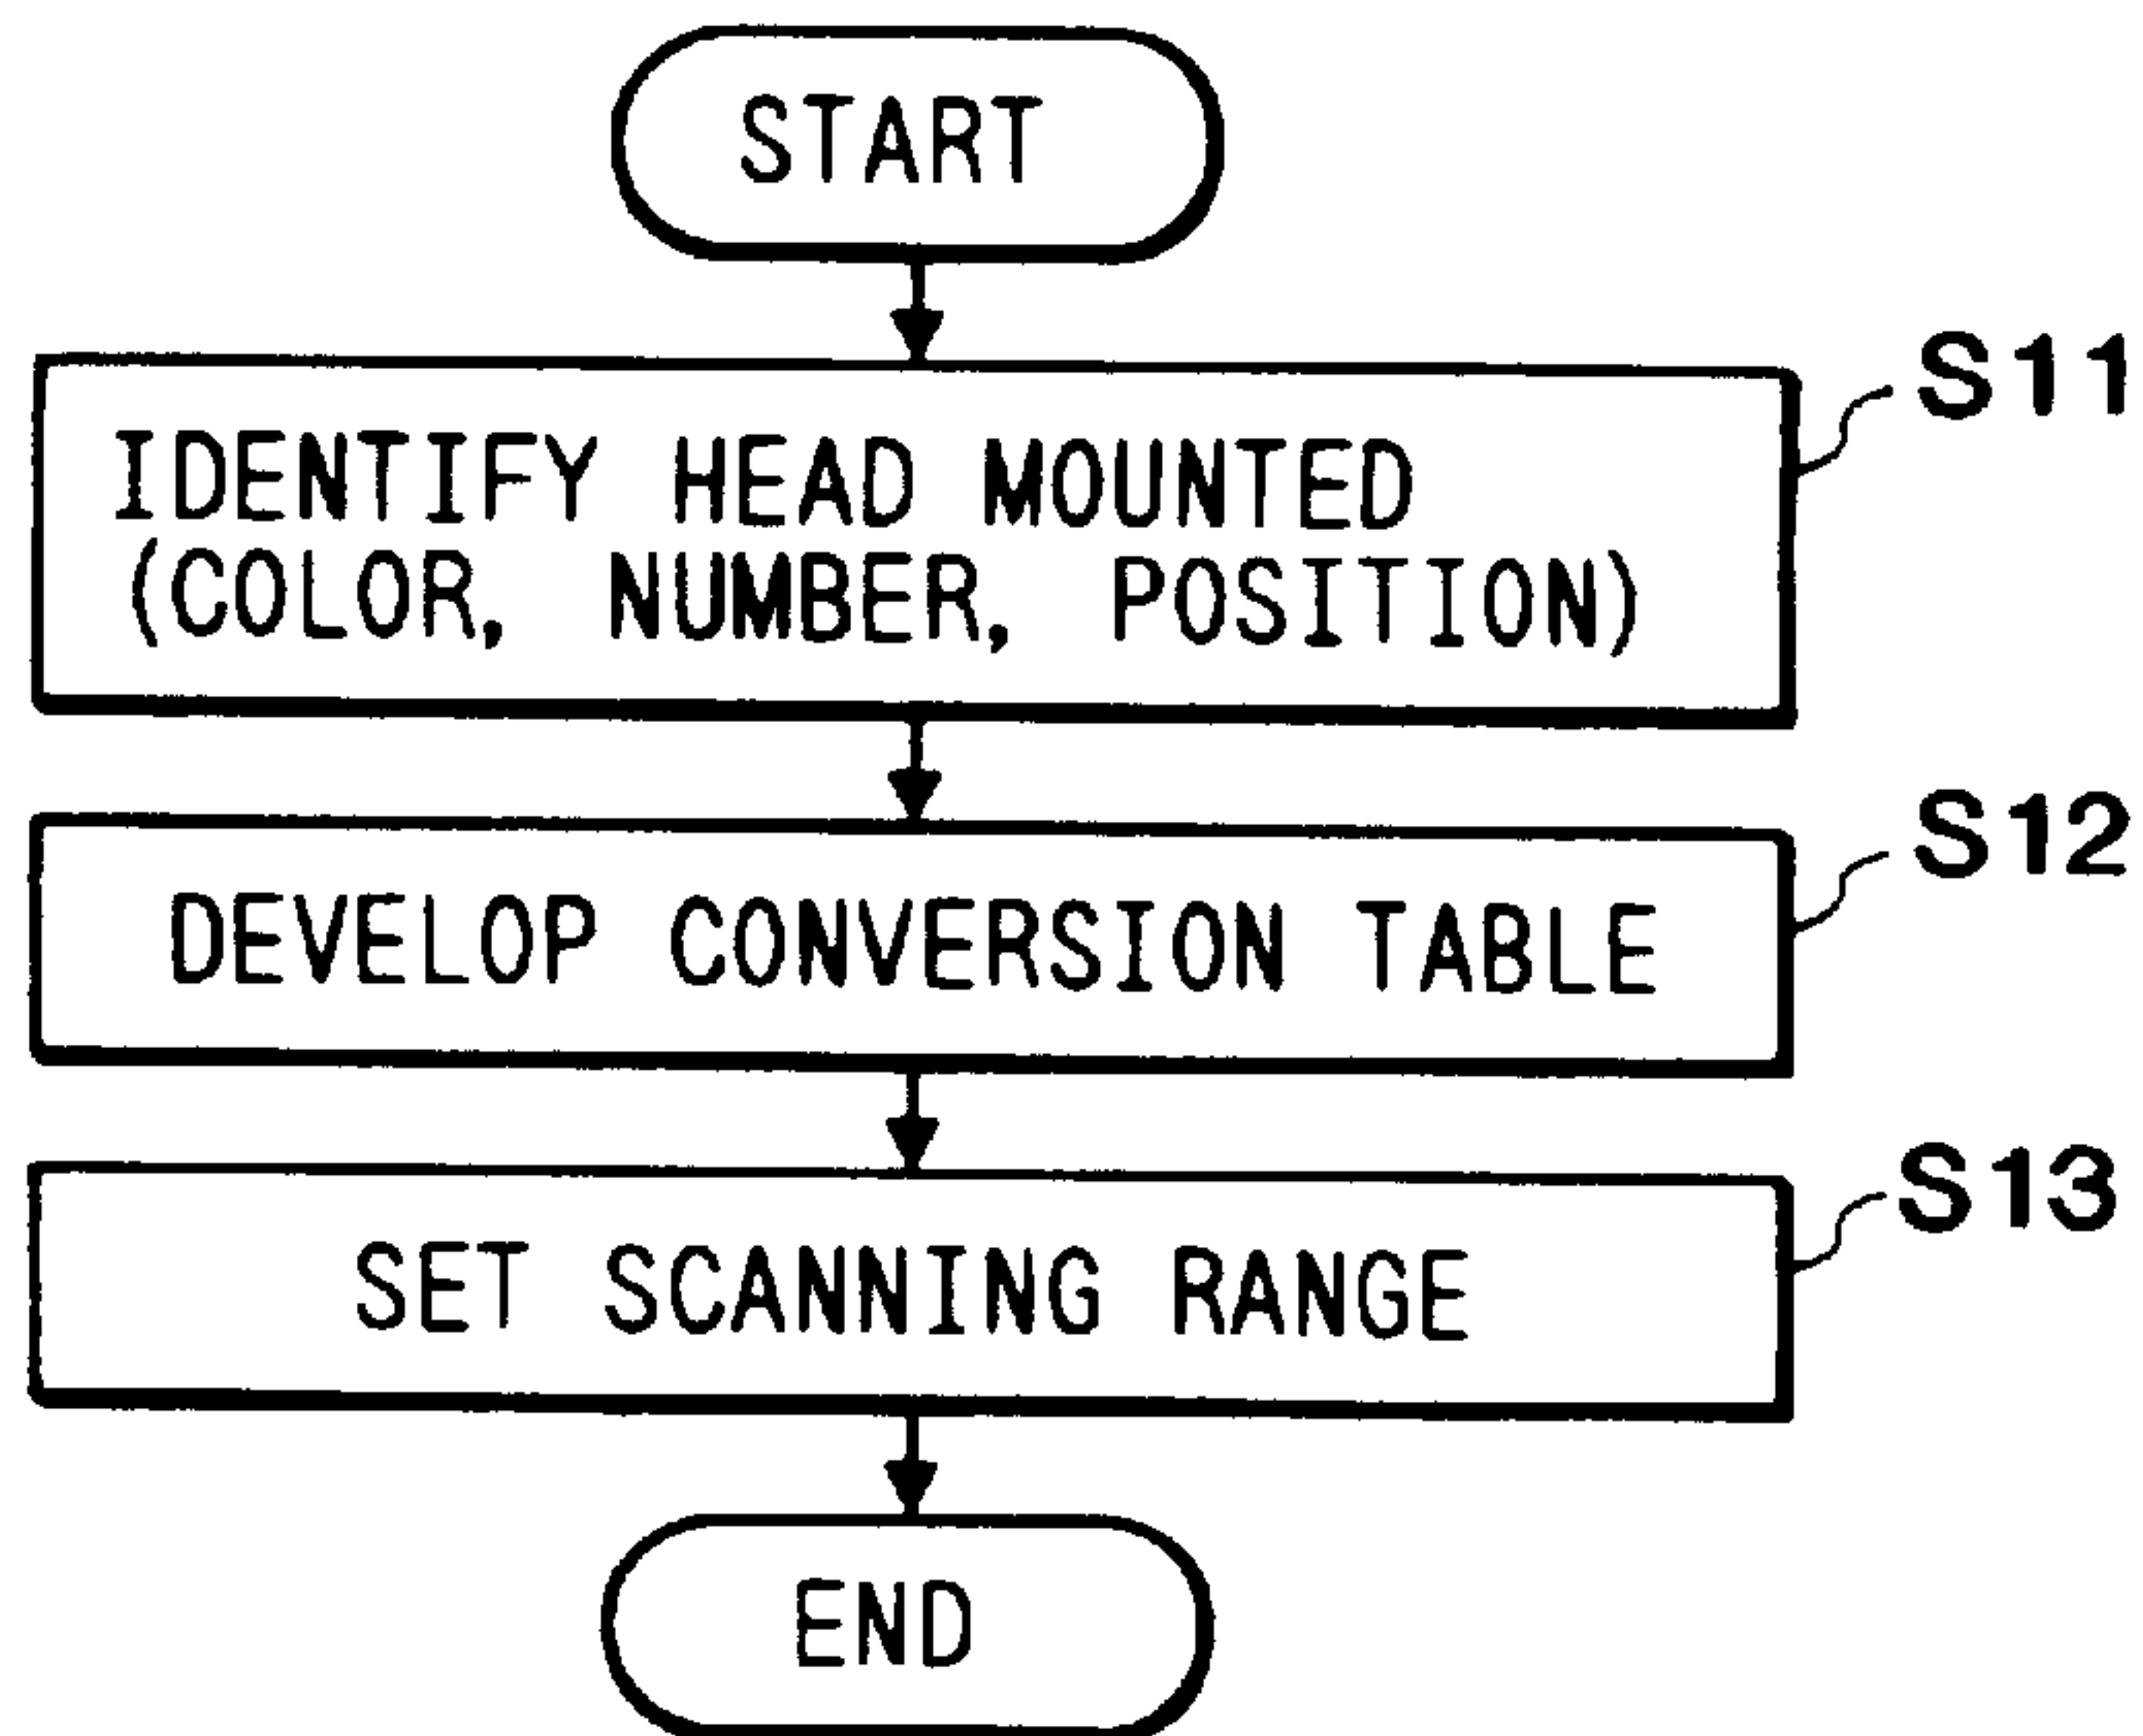 START
S11
IDENTIFY HEAD MOUNTED
(COLOR, NUMBER, POSITION)
S12
DEVELOP CONVERSION TABLE
S13
SET SCANNING RANGE
END